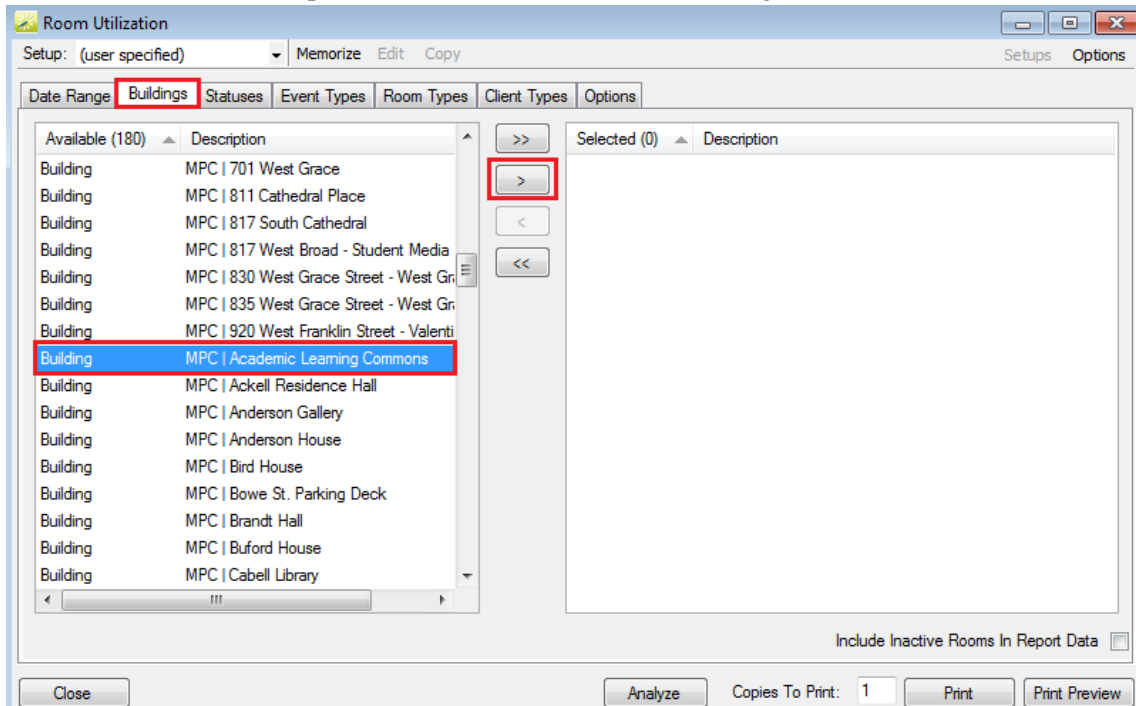 Room Utilization
Setup: (user specified) Memorize Edit Copy Setups Options
Date Range Buildings Statuses Event Types Room Types Client Types Options
Available (180) Description >> Selected (0) Description
Building MPC | 701 West Grace
Building MPC | 811 Cathedral Place >
Building MPC | 817 South Cathedral <
Building MPC | 817 West Broad - Student Media
Building MPC | 830 West Grace Street - West Gr <<
Building MPC | 835 West Grace Street - West Gr
Building MPC | 920 West Franklin Street - Valenti
Building MPC | Academic Learning Commons
Building MPC | Ackell Residence Hall
Building MPC | Anderson Gallery
Building MPC | Anderson House
Building MPC | Bird House
Building MPC | Bowe St. Parking Deck
Building MPC | Brandt Hall
Building MPC | Buford House
Building MPC | Cabell Library
Include Inactive Rooms In Report Data
Close Analyze Copies To Print: 1 Print Print Preview